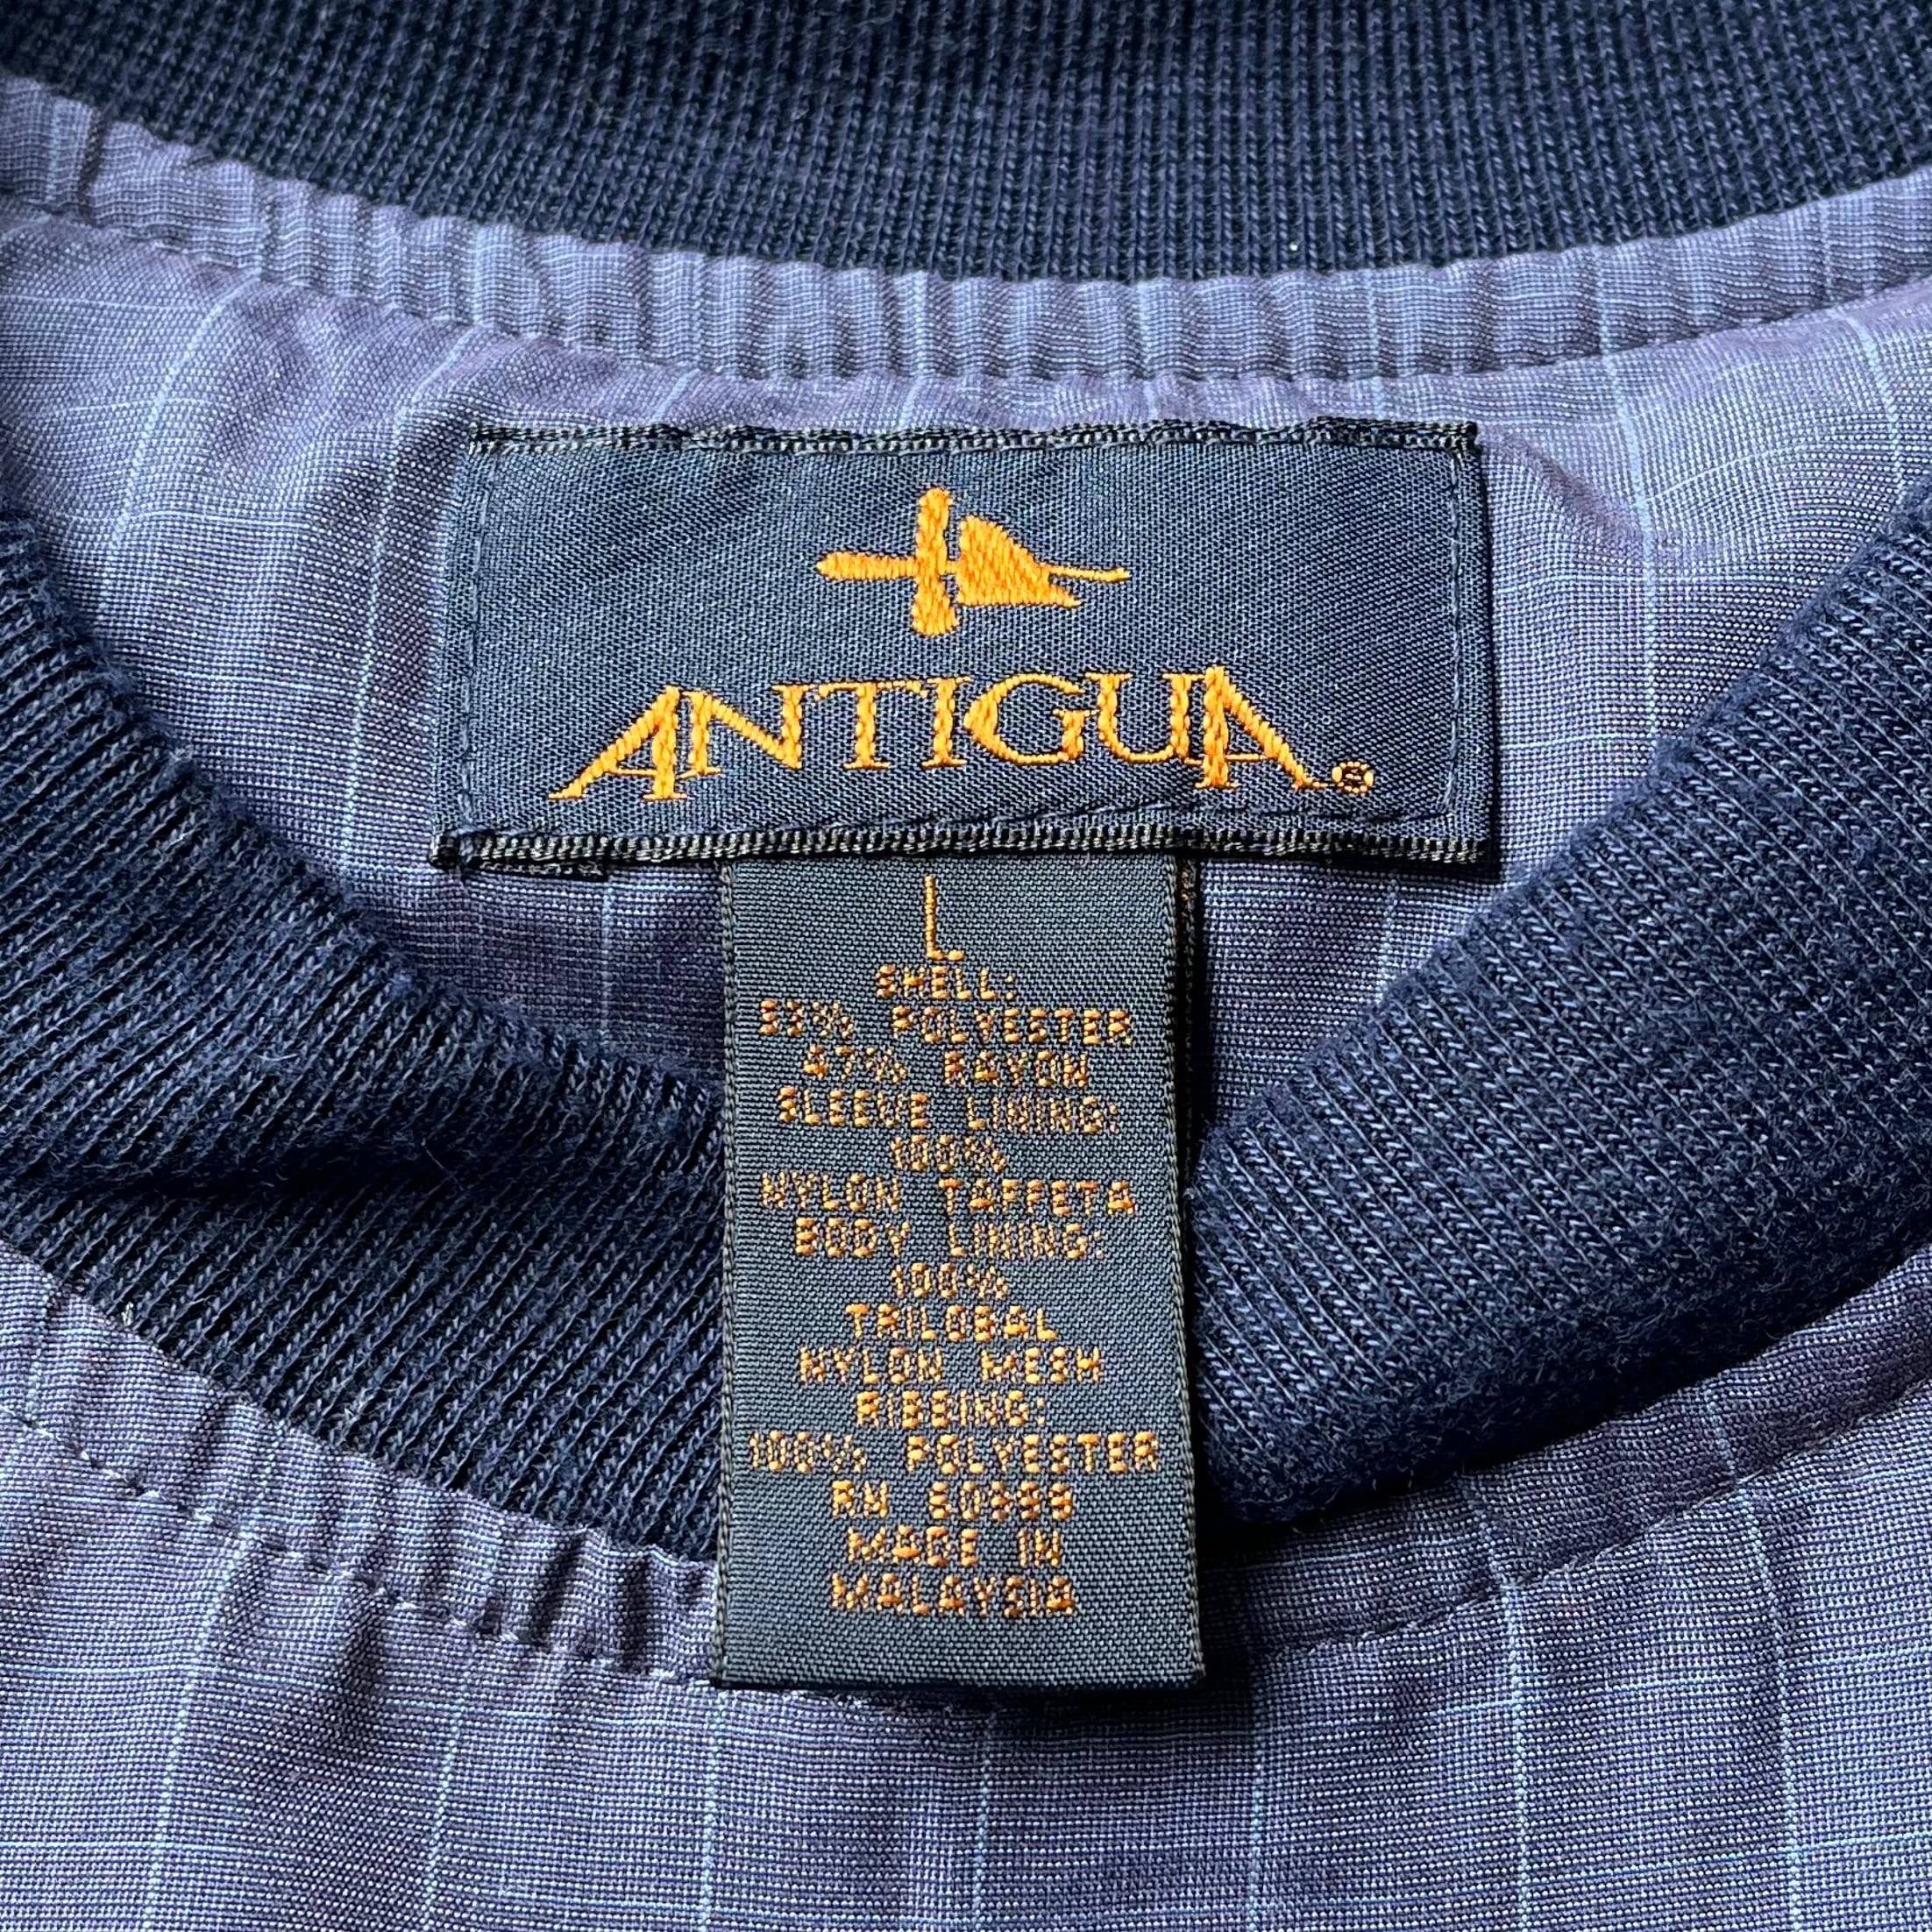 ANTIGUA®
L
SHELL:
53% POLYESTER
47% RAYON
SLEEVE LINING:
100%
NYLON TAFFETA
BODY LINING:
100%
TRILOBAL
NYLON MESH
RIBBING:
100% POLYESTER
RN 60999
MADE IN
MALAYSIA